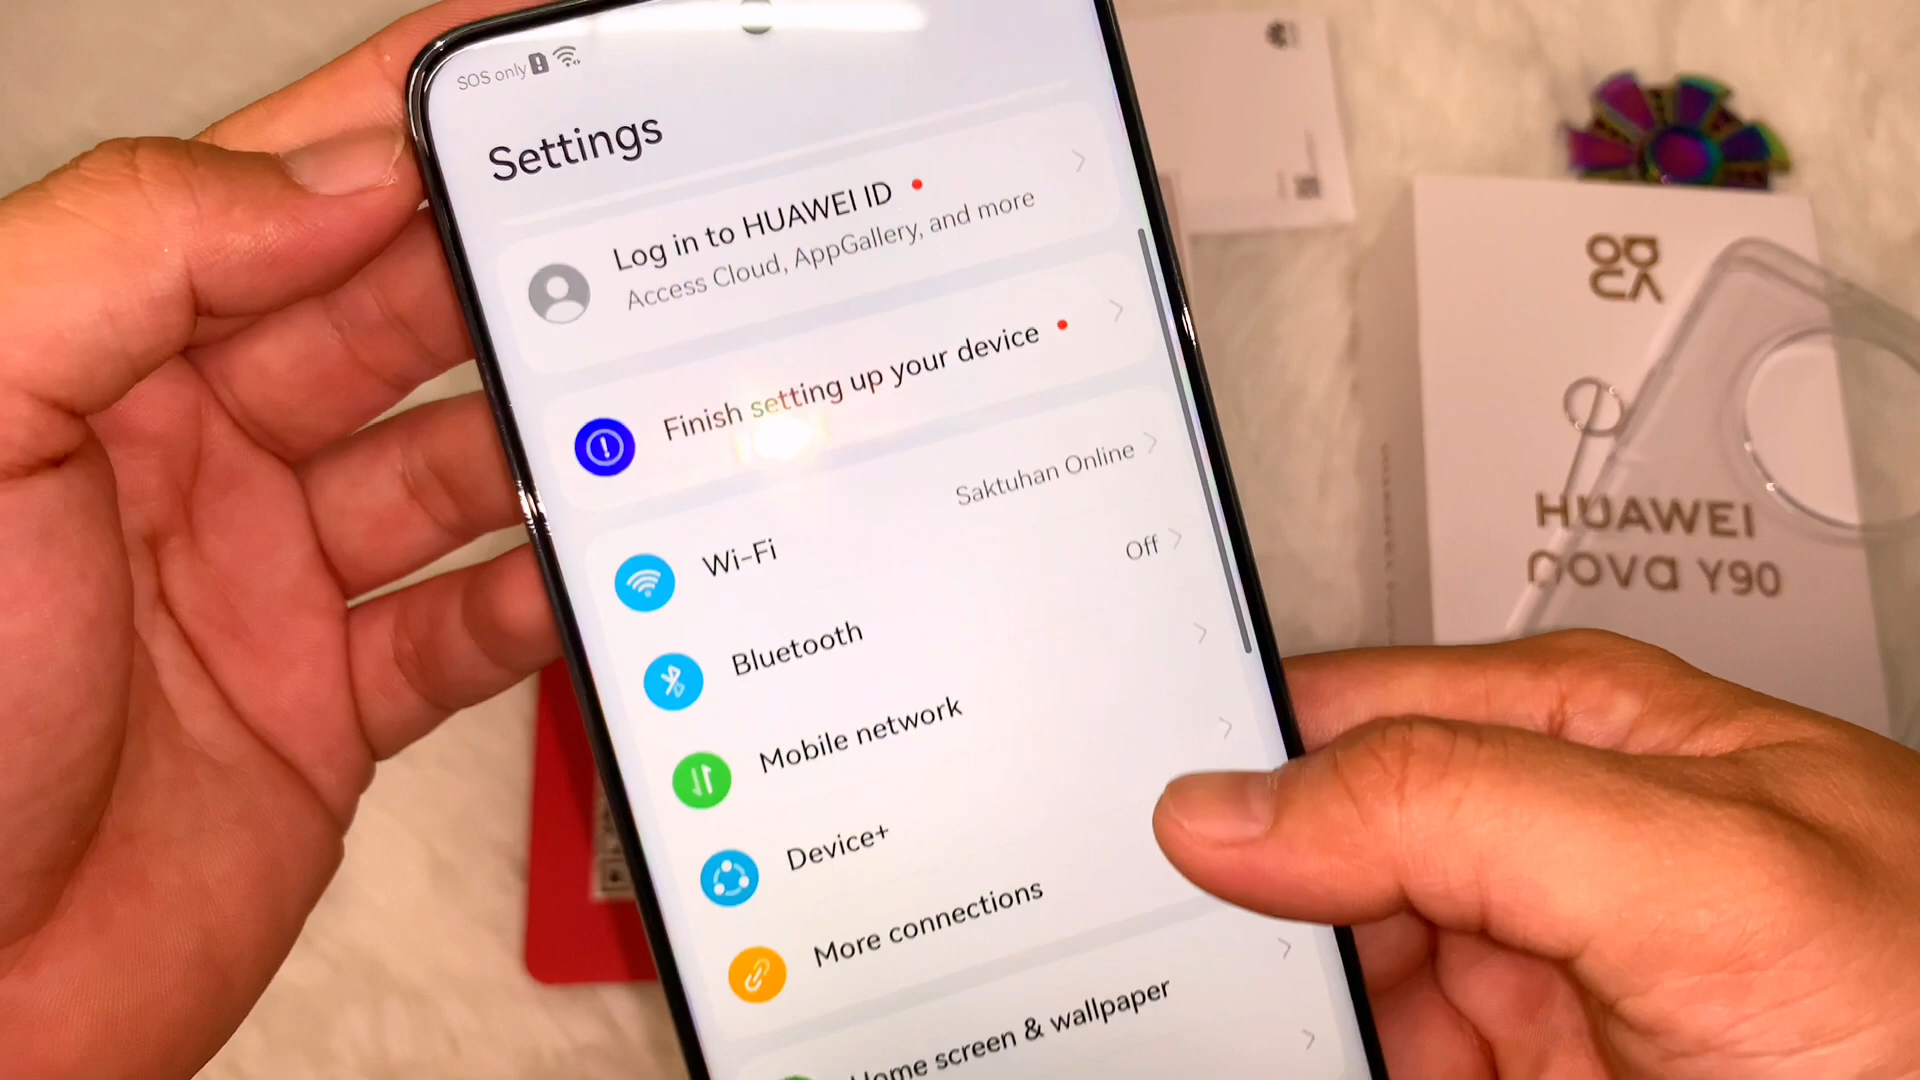 SOS only
Settings
Log in to HUAWEI ID
Access Cloud, AppGallery, and more
Finish setting up your device
Wi-Fi
Saktuhan Online
Bluetooth
Off
Mobile network
Device+
More connections
Home screen & wallpaper
HUAWEI
nova Y90